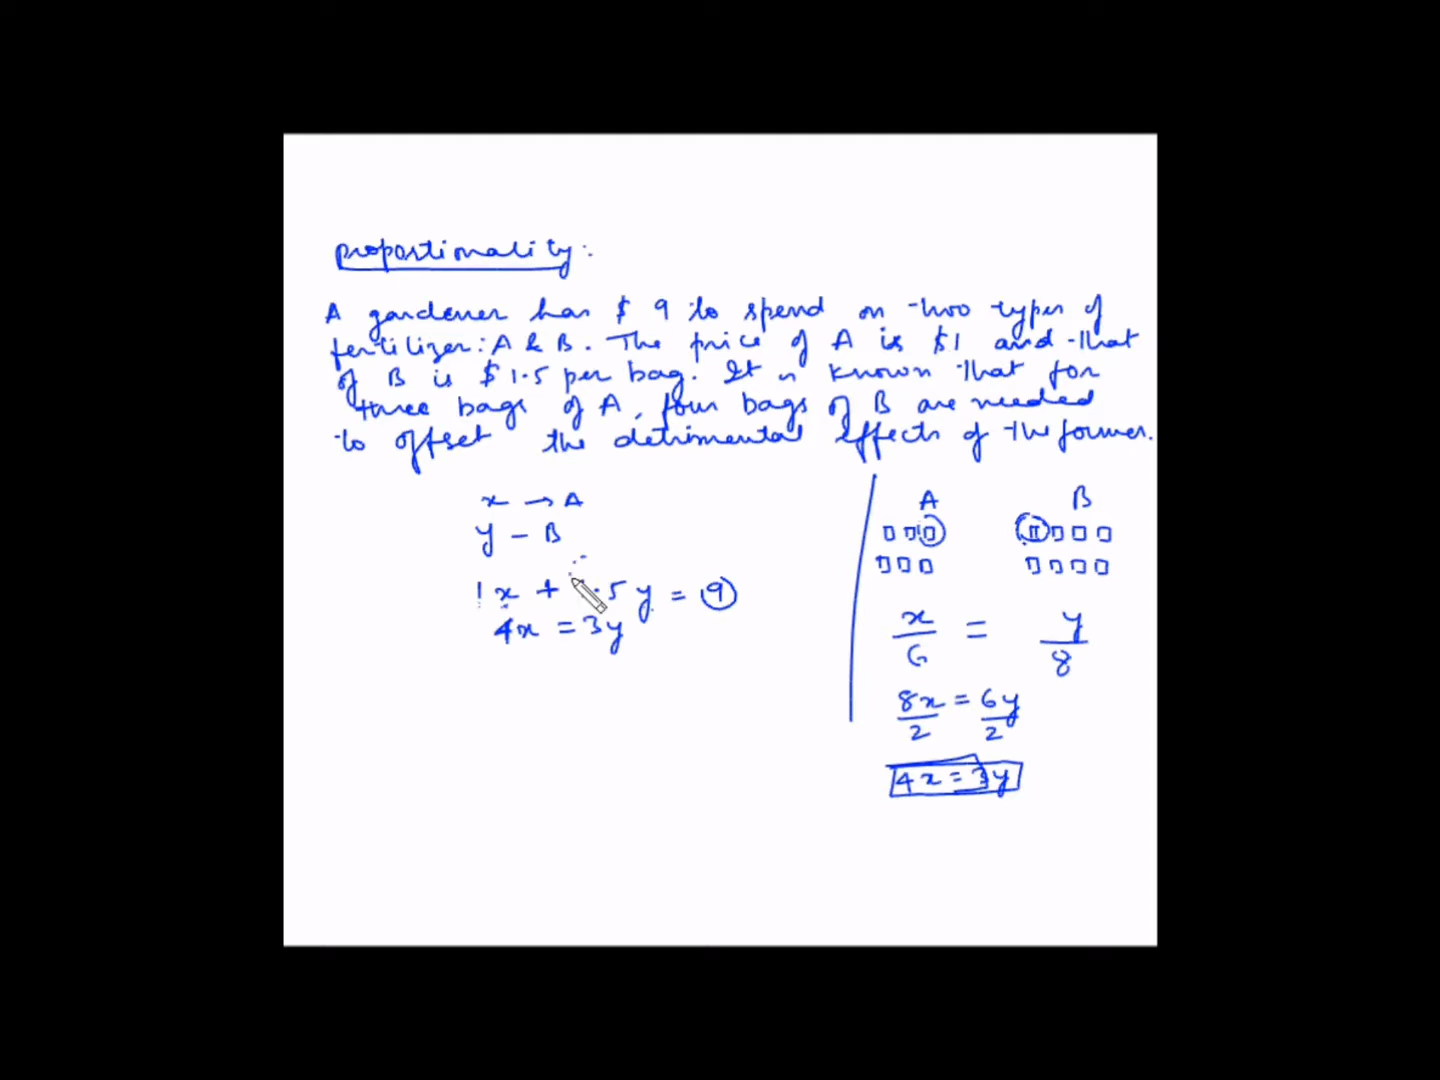 proportionality:
A gardener has $ 9 to spend on two types of
fertilizer: A & B. The price of A is $1 and that
of B is $1.5 per bag. It is known that for
three bags of A, four bags of B are needed
to offset the detrimental effects of the former.
x → A
y - B
1x + .5y = 9
4x = 3y
A B
x/6 = y/8
8x/2 = 6y/2
4x = 3y